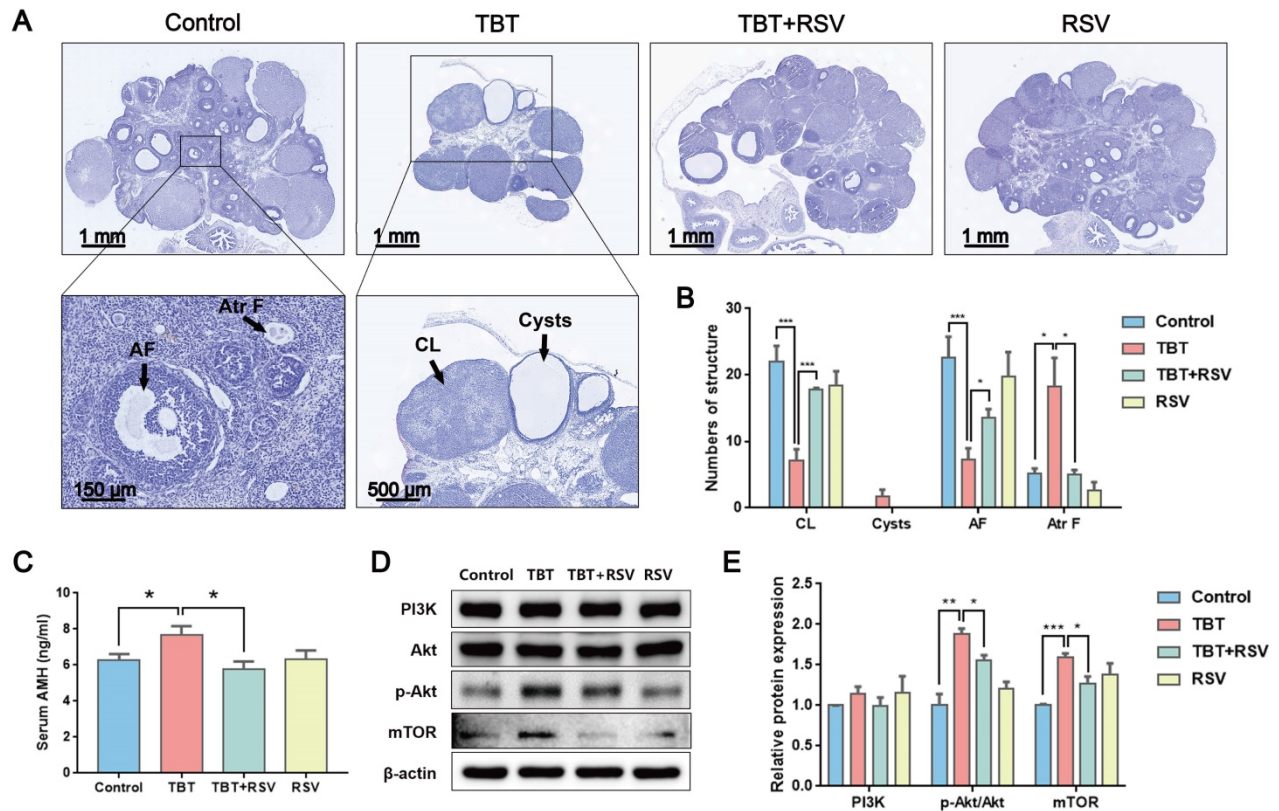 A
Control
TBT
TBT+RSV
RSV
1 mm
1 mm
1 mm
1 mm
Atr F
AF
150 µm
Cysts
CL
500 µm
B
Numbers of structure
30
20
10
0
***
***
***
*
*
*
CL
Cysts
AF
Atr F
Control
TBT
TBT+RSV
RSV
C
Serum AMH (ng/ml)
10
8
6
4
2
0
*
*
Control
TBT
TBT+RSV
RSV
D
Control TBT TBT+RSV RSV
PI3K
Akt
p-Akt
mTOR
β-actin
E
Relative protein expression
2.5
2.0
1.5
1.0
0.5
0.0
**
*
***
*
PI3K
p-Akt/Akt
mTOR
Control
TBT
TBT+RSV
RSV